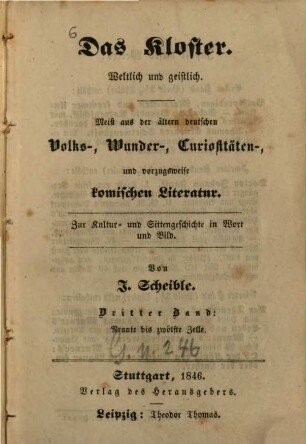 6
Das Kloster.
Weltlich und geistlich.
Meist aus der ältern deutschen
Volks-, Wunder-, Curiositäten-,
und vorzugsweise
komischen Literatur.
Zur Kultur- und Sittengeschichte in Wort
und Bild.
Von
J. Scheible.
Dritter Band:
Neunte bis zwölfte Zelle.
G. n. 246
Stuttgart, 1846.
Verlag des Herausgebers.
Leipzig: Theodor Thomas.